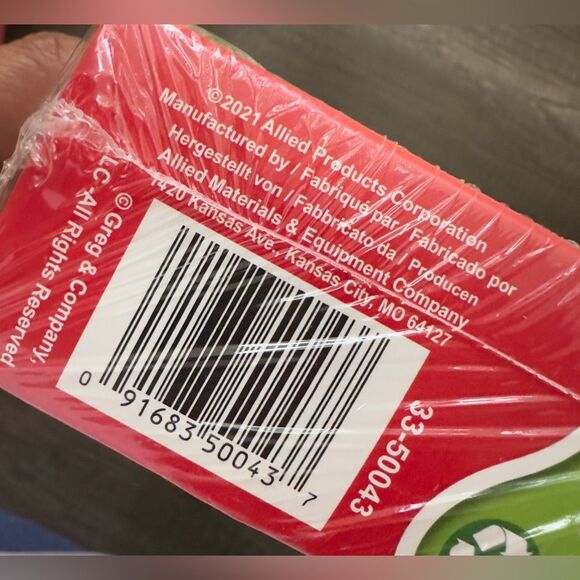 © 2021 Allied Products Corporation
Manufactured by / Fabriqué par / Fabricado por
Hergestellt von / Fabbricato da / Producen
Allied Materials & Equipment Company
1420 Kansas Ave - Kansas City, MO 64127
© Greg & Company,
LC -All Rights Reserved
0 91683 50043 7
33-50043